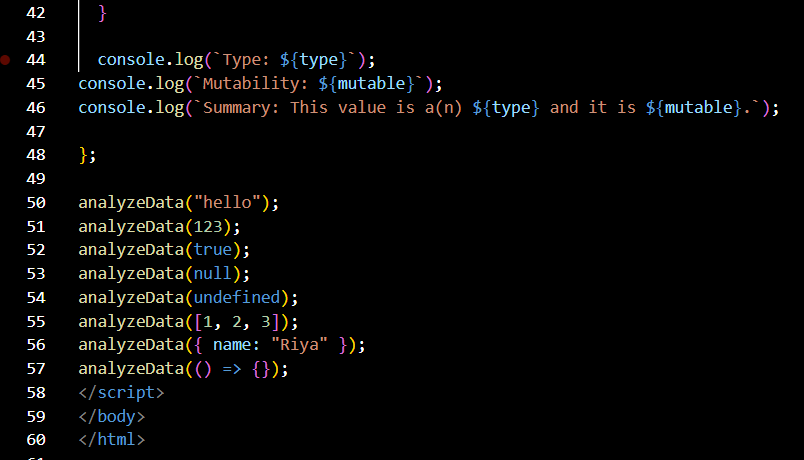 42 }
43
44 console.log(`Type: ${type}`);
45 console.log(`Mutability: ${mutable}`);
46 console.log(`Summary: This value is a(n) ${type} and it is ${mutable}.`);
47
48 };
49
50 analyzeData("hello");
51 analyzeData(123);
52 analyzeData(true);
53 analyzeData(null);
54 analyzeData(undefined);
55 analyzeData([1, 2, 3]);
56 analyzeData({ name: "Riya" });
57 analyzeData(() => {});
58 </script>
59 </body>
60 </html>
61